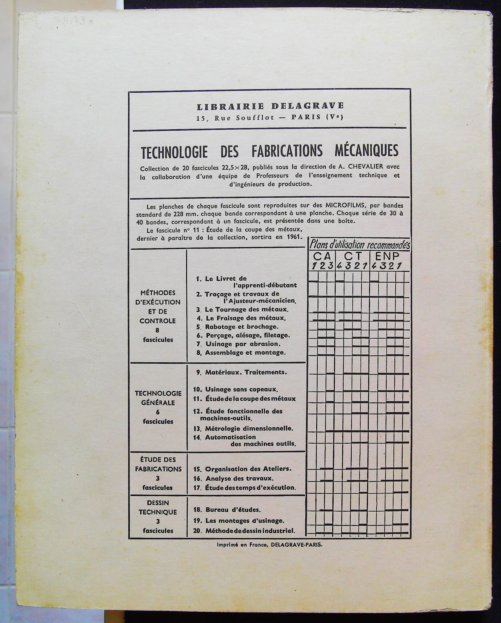 LIBRAIRIE DELAGRAVE
15, Rue Soufflot — PARIS (Vᵉ)
TECHNOLOGIE DES FABRICATIONS MÉCANIQUES
Collection de 20 fascicules 22,5×28, publiés sous la direction de A. CHEVALIER avec
la collaboration d'une équipe de Professeurs de l'enseignement technique et
d'ingénieurs de production.
Les planches de chaque fascicule sont reproduites sur des MICROFILMS, par bandes
standard de 228 mm. chaque bande correspondant à une planche. Chaque série de 30 à
40 bandes, correspondant à un fascicule, est présentée dans une boîte.
Le fascicule nº 11 : Étude de la coupe des métaux,
dernier à paraître de la collection, sortira en 1961.
Plans d'utilisation recommandés
CA CT ENP
1 2 3 4 3 2 1 4 3 2 1
MÉTHODES
D'EXÉCUTION
ET DE
CONTROLE
8
fascicules
1. Le Livret de
l'apprenti-débutant
2. Traçage et travaux de
l'Ajusteur-mécanicien,
3. Le Tournage des métaux,
4. Le Fraisage des métaux,
5. Rabotage et brochage.
6. Perçage, alésage, filetage.
7. Usinage par abrasion.
8. Assemblage et montage.
TECHNOLOGIE
GÉNÉRALE
6
fascicules
9. Matériaux. Traitements.
10. Usinage sans copeaux,
11. Étude de la coupe des métaux
12. Étude fonctionnelle des
machines-outils,
13. Métrologie dimensionnelle.
14. Automatisation
des machines outils,
ÉTUDE DES
FABRICATIONS
3
fascicules
15. Organisation des Ateliers.
16. Analyse des travaux.
17. Étude des temps d'exécution.
DESSIN
TECHNIQUE
3
fascicules
18. Bureau d'études.
19. Les montages d'usinage.
20. Méthode de dessin industriel.
Imprimé en France, DELAGRAVE-PARIS.